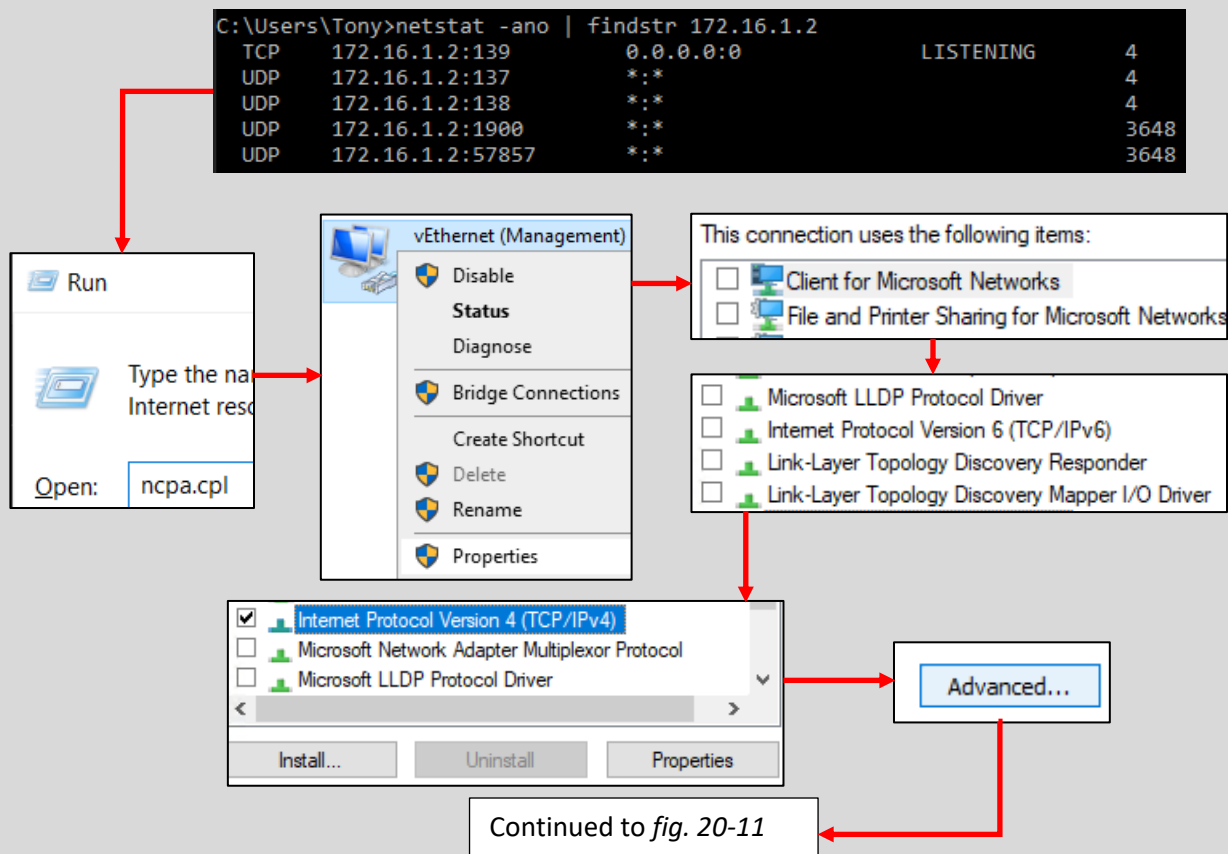 C:\Users\Tony>netstat -ano | findstr 172.16.1.2
TCP 172.16.1.2:139 0.0.0.0:0 LISTENING 4
UDP 172.16.1.2:137 *:* 4
UDP 172.16.1.2:138 *:* 4
UDP 172.16.1.2:1900 *:* 3648
UDP 172.16.1.2:57857 *:* 3648
Run
Type the na
Internet resc
Open: ncpa.cpl
vEthernet (Management)
Disable
Status
Diagnose
Bridge Connections
Create Shortcut
Delete
Rename
Properties
This connection uses the following items:
Client for Microsoft Networks
File and Printer Sharing for Microsoft Networks
Microsoft LLDP Protocol Driver
Internet Protocol Version 6 (TCP/IPv6)
Link-Layer Topology Discovery Responder
Link-Layer Topology Discovery Mapper I/O Driver
Internet Protocol Version 4 (TCP/IPv4)
Microsoft Network Adapter Multiplexor Protocol
Microsoft LLDP Protocol Driver
Install... Uninstall Properties
Advanced...
Continued to fig. 20-11